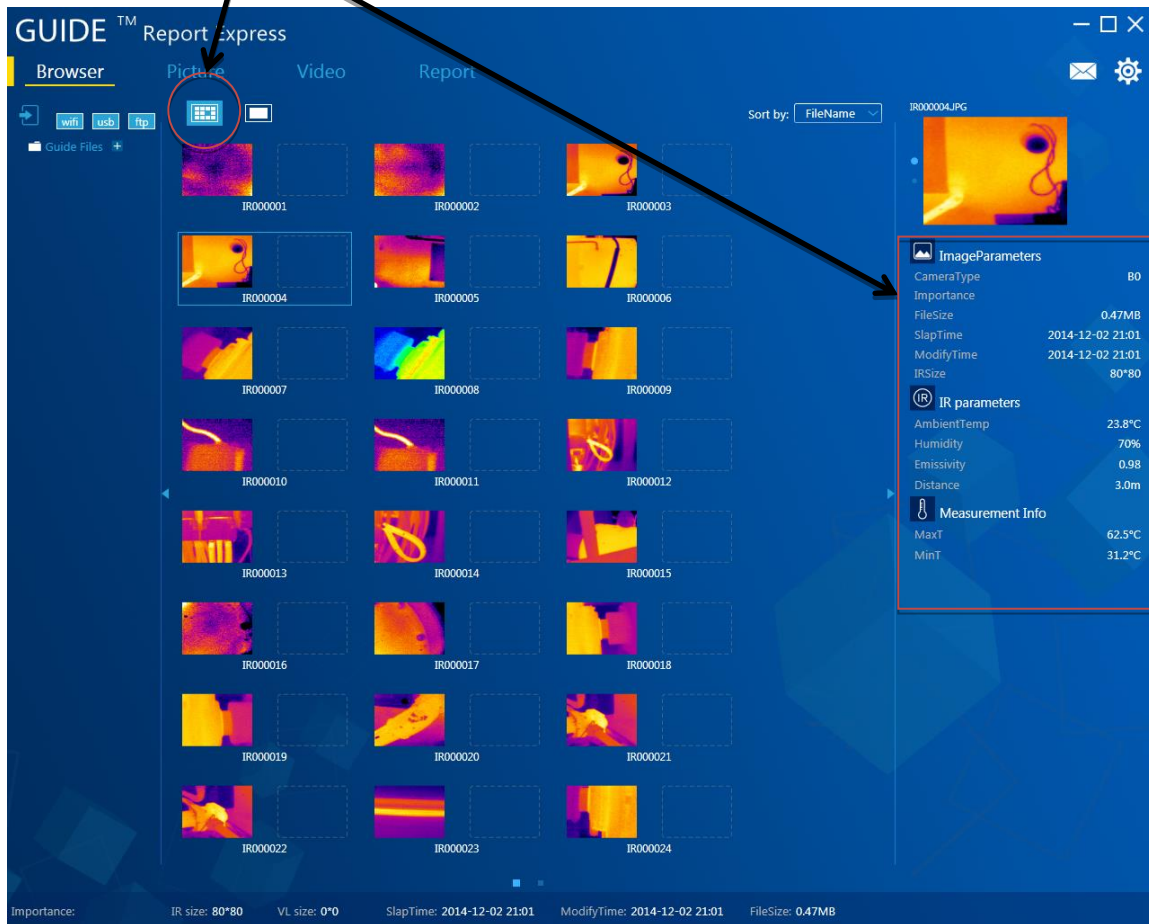 GUIDE ™ Report Express
Browser Picture Video Report
wifi usb ftp
Guide Files +
Sort by: FileName
IR000001 IR000002 IR000003
IR000004 IR000005 IR000006
IR000007 IR000008 IR000009
IR000010 IR000011 IR000012
IR000013 IR000014 IR000015
IR000016 IR000017 IR000018
IR000019 IR000020 IR000021
IR000022 IR000023 IR000024
IR000004.JPG
ImageParameters
CameraType B0
Importance
FileSize 0.47MB
SlapTime 2014-12-02 21:01
ModifyTime 2014-12-02 21:01
IRSize 80*80
IR IR parameters
AmbientTemp 23.8°C
Humidity 70%
Emissivity 0.98
Distance 3.0m
Measurement Info
MaxT 62.5°C
MinT 31.2°C
Importance: IR size: 80*80 VL size: 0*0 SlapTime: 2014-12-02 21:01 ModifyTime: 2014-12-02 21:01 FileSize: 0.47MB